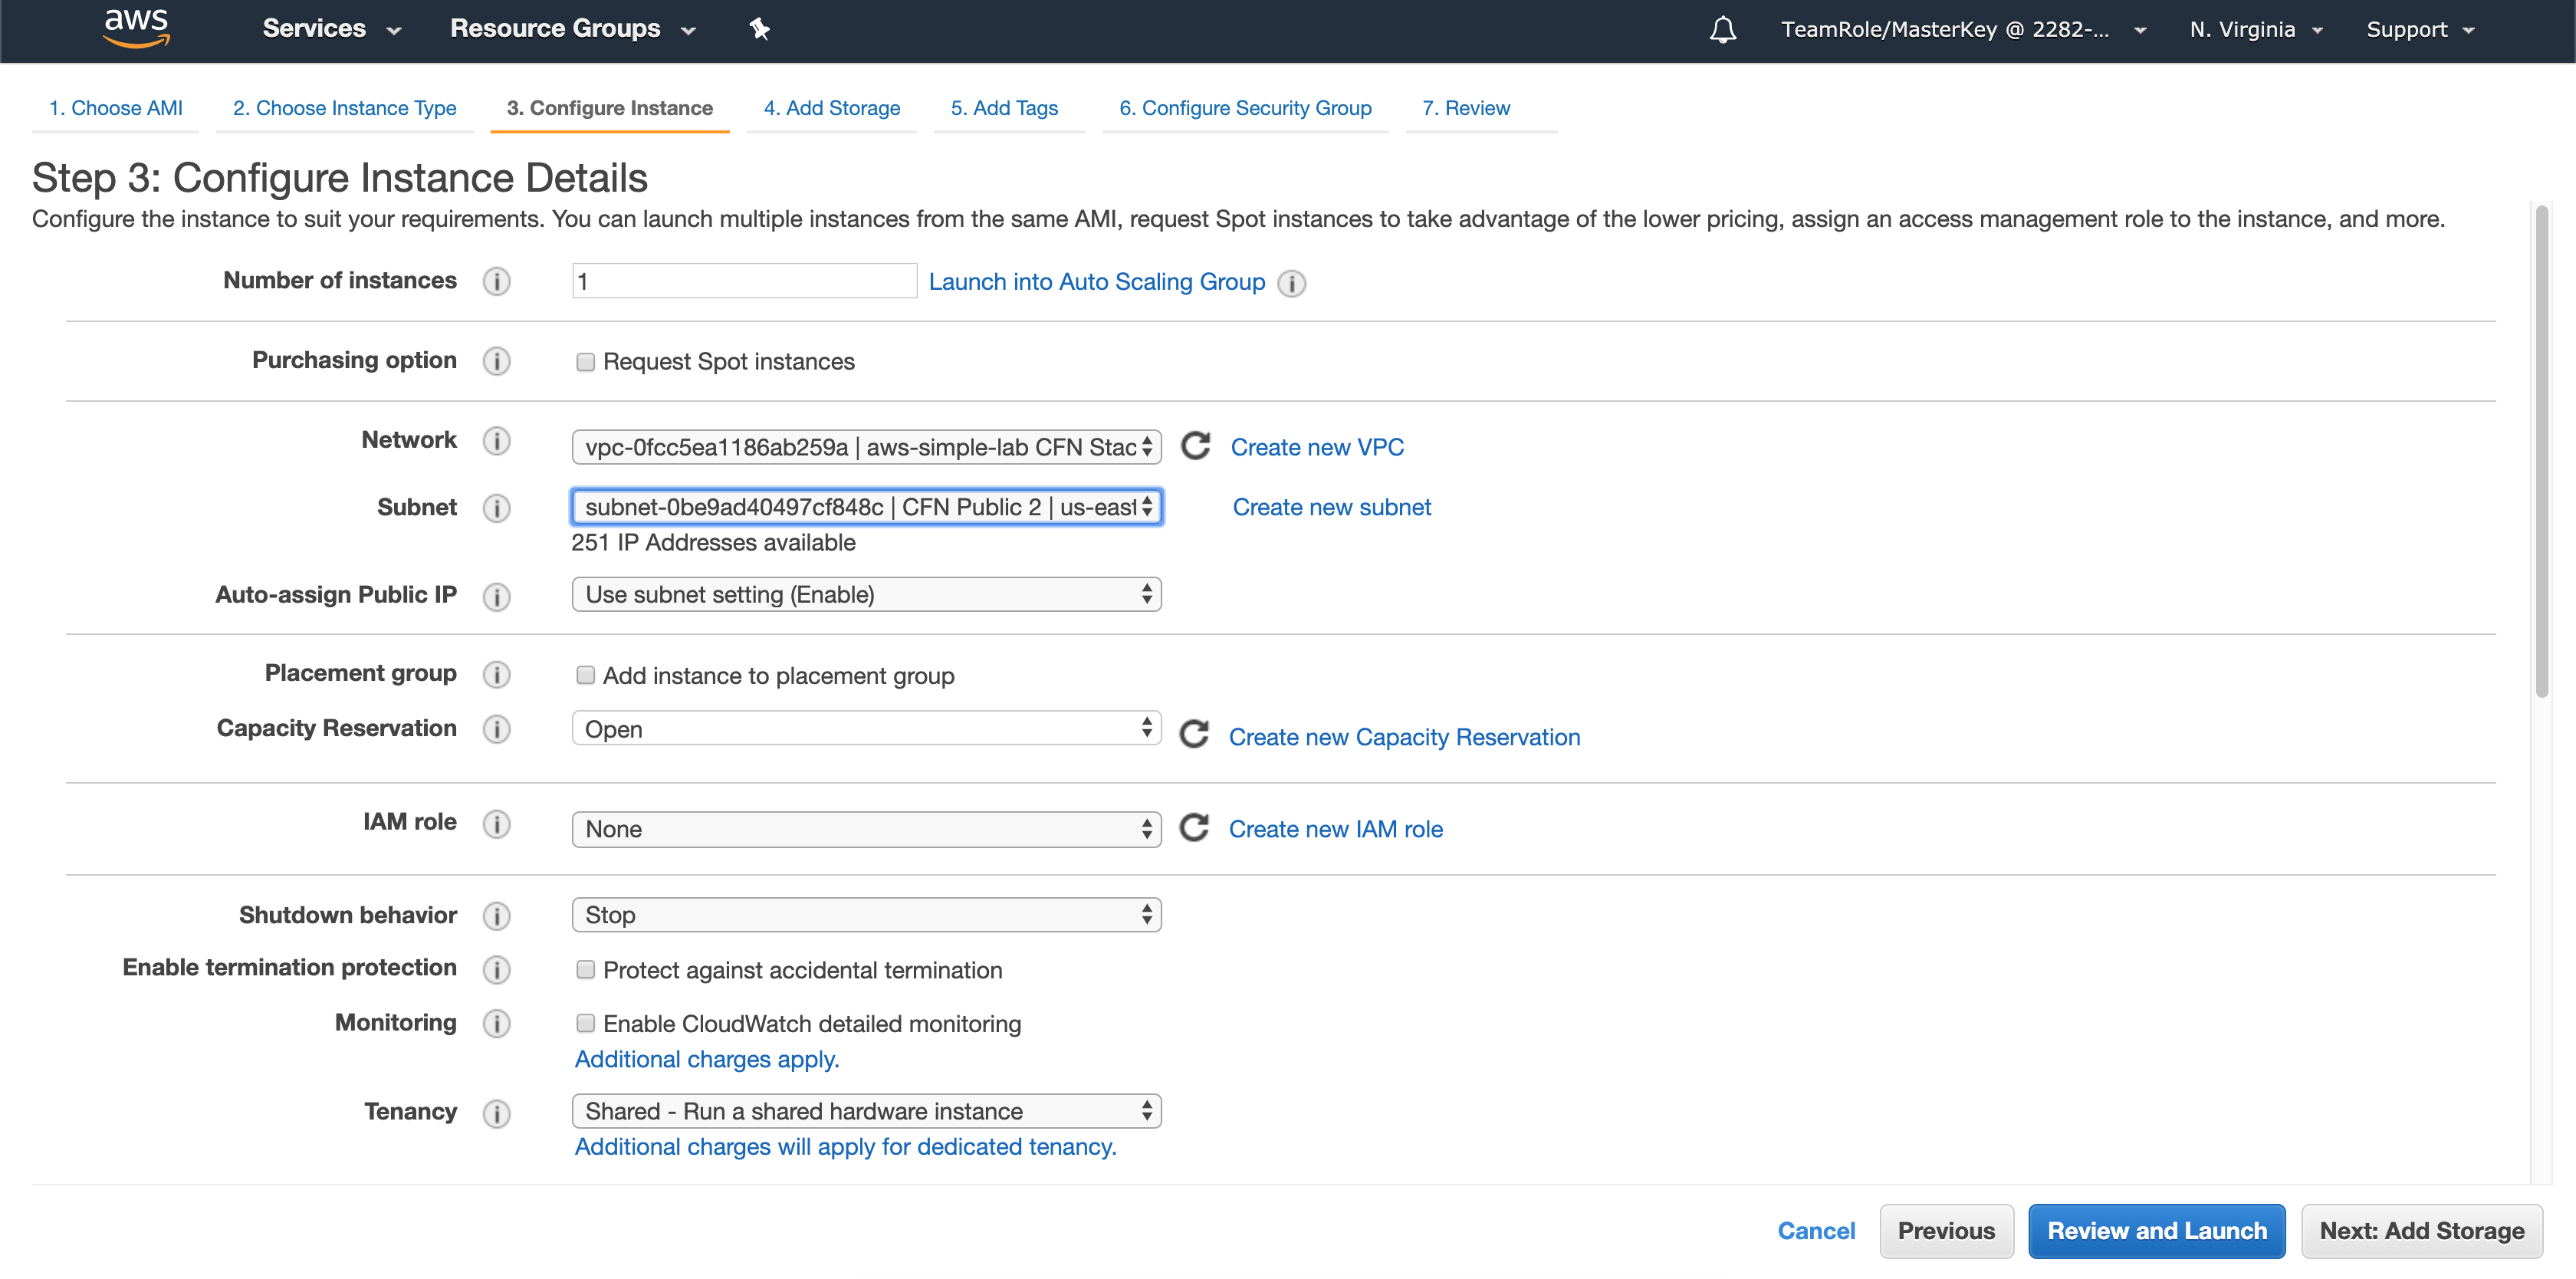 aws Services Resource Groups TeamRole/MasterKey @ 2282-... N. Virginia Support
1. Choose AMI 2. Choose Instance Type 3. Configure Instance 4. Add Storage 5. Add Tags 6. Configure Security Group 7. Review
Step 3: Configure Instance Details
Configure the instance to suit your requirements. You can launch multiple instances from the same AMI, request Spot instances to take advantage of the lower pricing, assign an access management role to the instance, and more.
Number of instances i 1 Launch into Auto Scaling Group i
Purchasing option i Request Spot instances
Network i vpc-0fcc5ea1186ab259a | aws-simple-lab CFN Stac Create new VPC
Subnet i subnet-0be9ad40497cf848c | CFN Public 2 | us-east Create new subnet
251 IP Addresses available
Auto-assign Public IP i Use subnet setting (Enable)
Placement group i Add instance to placement group
Capacity Reservation i Open Create new Capacity Reservation
IAM role i None Create new IAM role
Shutdown behavior i Stop
Enable termination protection i Protect against accidental termination
Monitoring i Enable CloudWatch detailed monitoring
Additional charges apply.
Tenancy i Shared - Run a shared hardware instance
Additional charges will apply for dedicated tenancy.
Cancel Previous Review and Launch Next: Add Storage